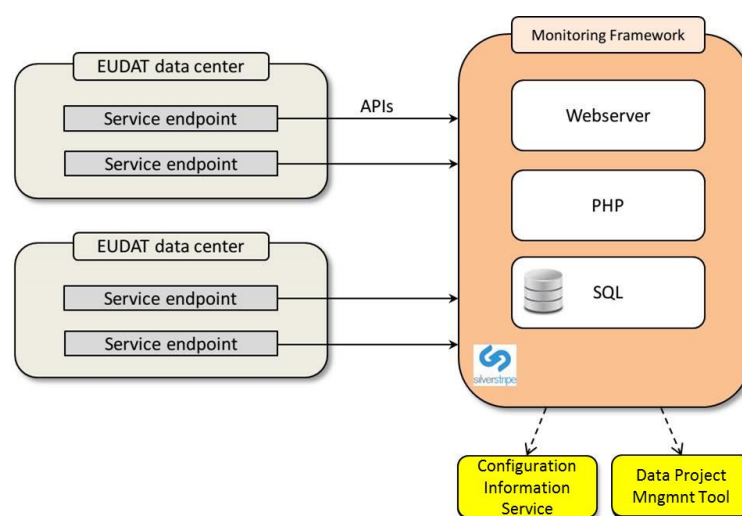 Monitoring Framework
EUDAT data center
Service endpoint
APIs
Service endpoint
Webserver
PHP
EUDAT data center
Service endpoint
Service endpoint
SQL
silverstripe
Configuration
Information
Service
Data Project
Mngmnt Tool